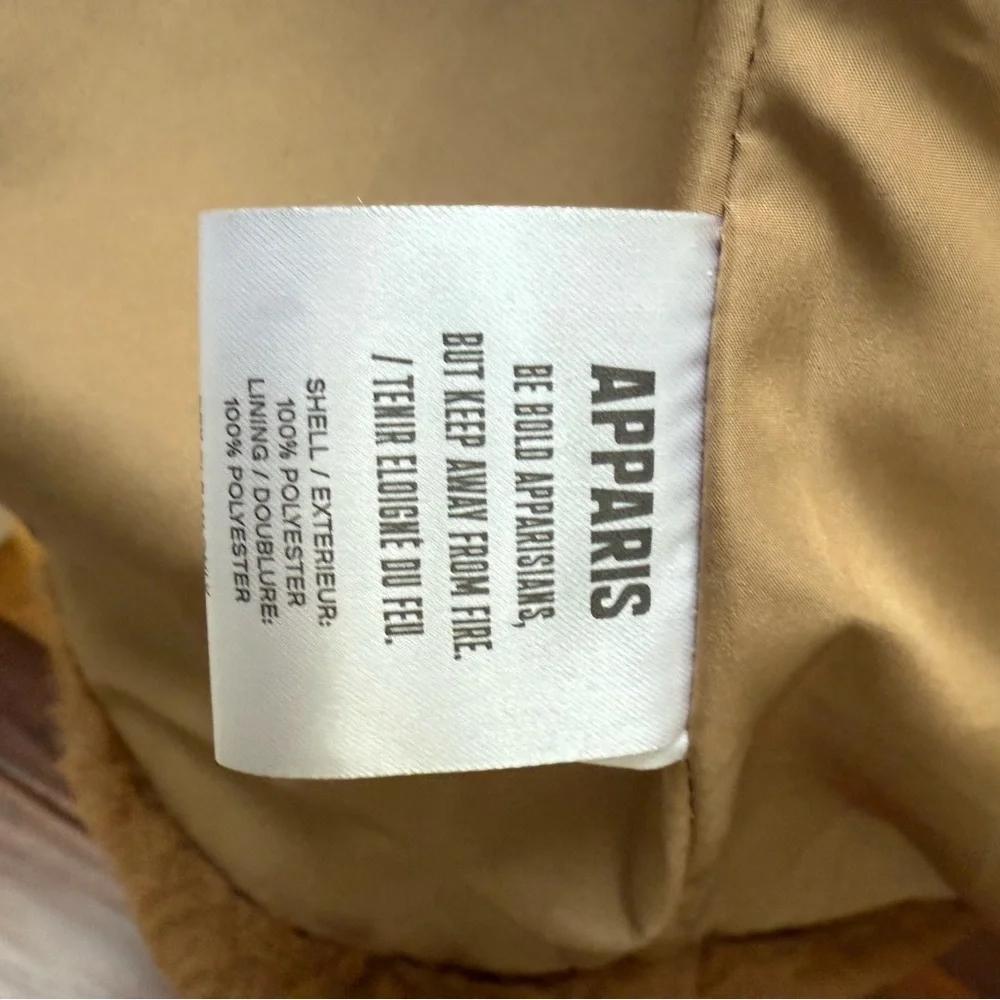 APPARIS
BE BOLD APPARISIANS,
BUT KEEP AWAY FROM FIRE.
/ TENIR ELOIGNÉ DU FEU.
SHELL / EXTERIEUR:
100% POLYESTER
LINING / DOUBLURE:
100% POLYESTER